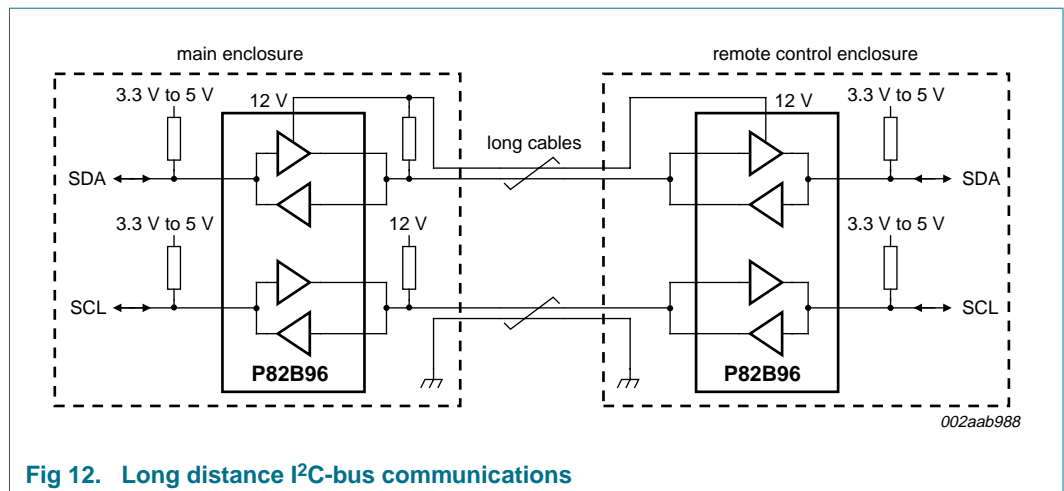 main enclosure
remote control enclosure
3.3 V to 5 V
12 V
12 V
3.3 V to 5 V
long cables
SDA
SDA
3.3 V to 5 V
12 V
3.3 V to 5 V
SCL
SCL
P82B96
P82B96
002aab988
Fig 12. Long distance I²C-bus communications